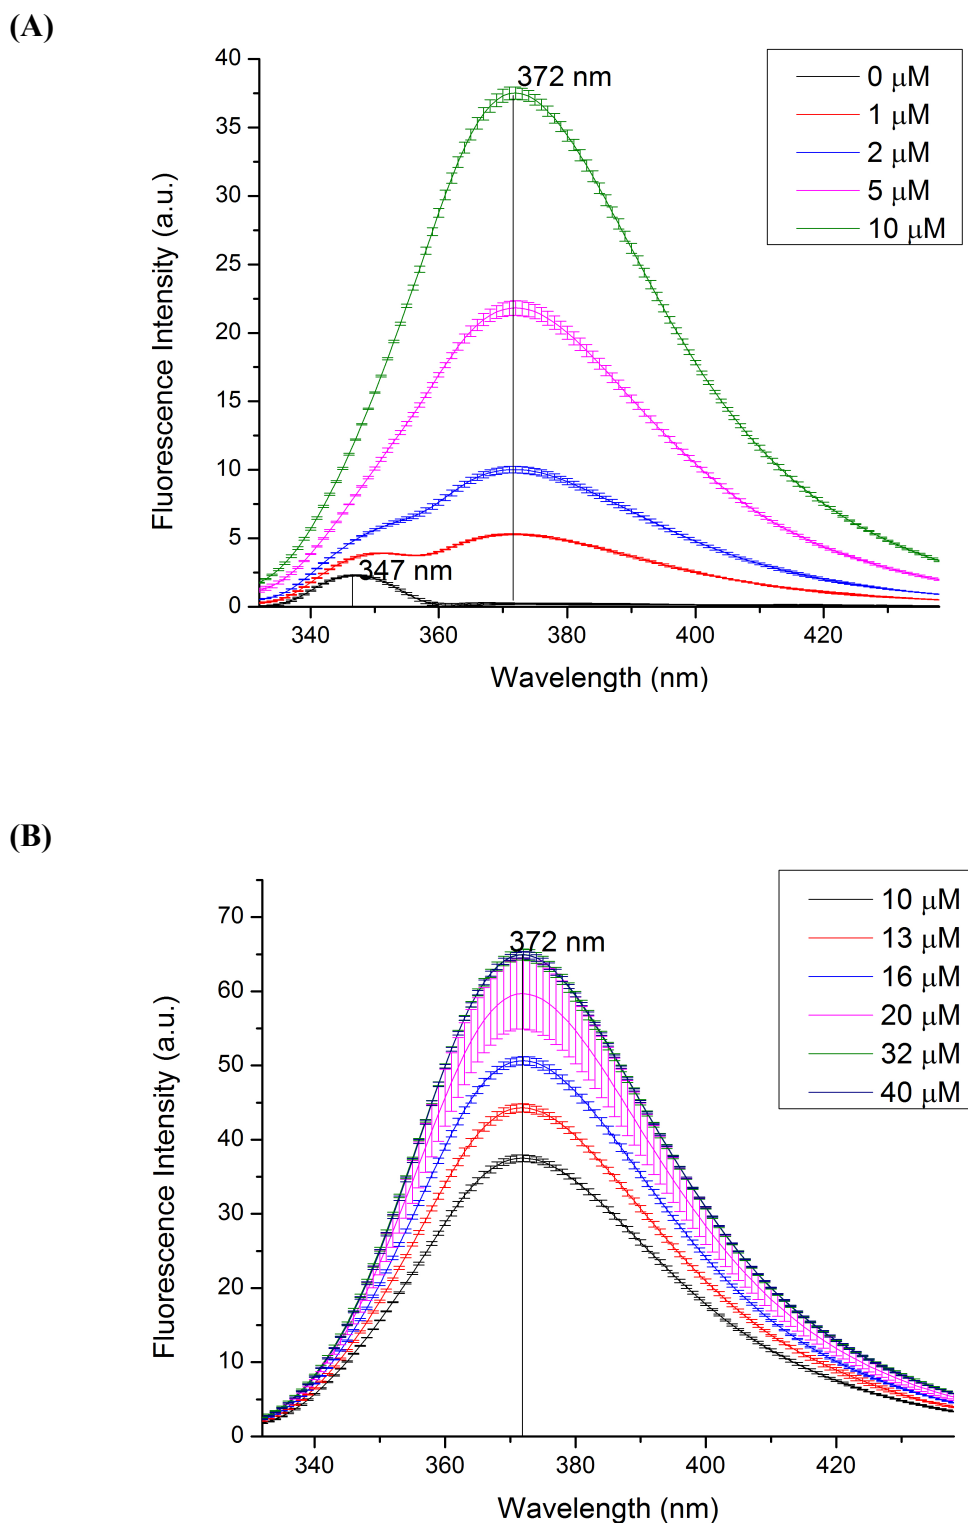 (A)
40
35
30
25
20
15
10
5
0
Fluorescence Intensity (a.u.)
372 nm
347 nm
0 μM
1 μM
2 μM
5 μM
10 μM
340
360
380
400
420
Wavelength (nm)
(B)
70
60
50
40
30
20
10
0
Fluorescence Intensity (a.u.)
372 nm
10 μM
13 μM
16 μM
20 μM
32 μM
40 μM
340
360
380
400
420
Wavelength (nm)